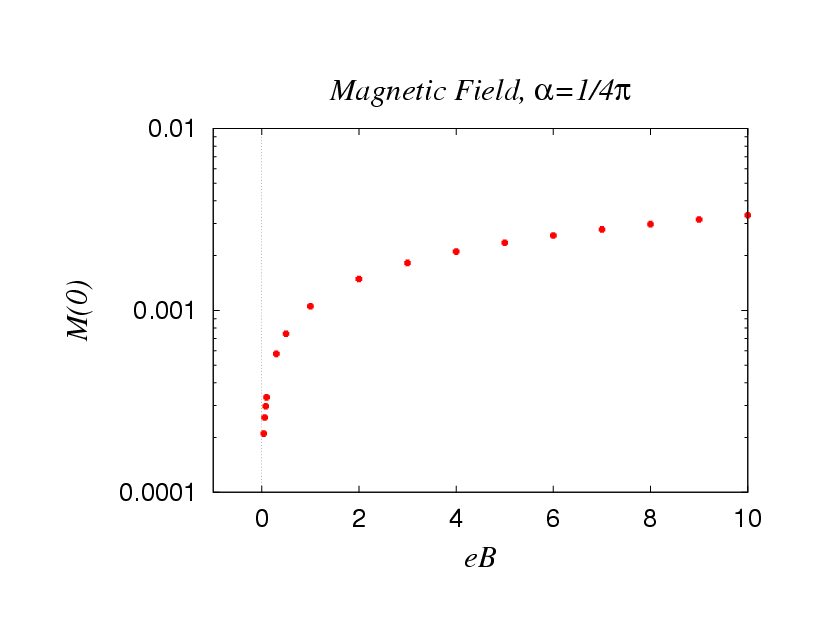 Magnetic Field, α=1/4π
0.01
0.001
0.0001
M(0)
0 2 4 6 8 10
eB